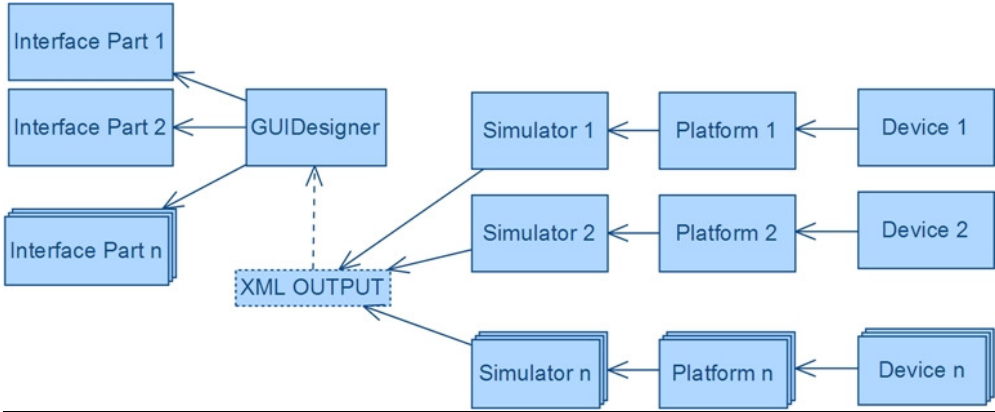 Interface Part 1
Interface Part 2
Interface Part n
GUIDesigner
XML OUTPUT
Simulator 1
Platform 1
Device 1
Simulator 2
Platform 2
Device 2
Simulator n
Platform n
Device n